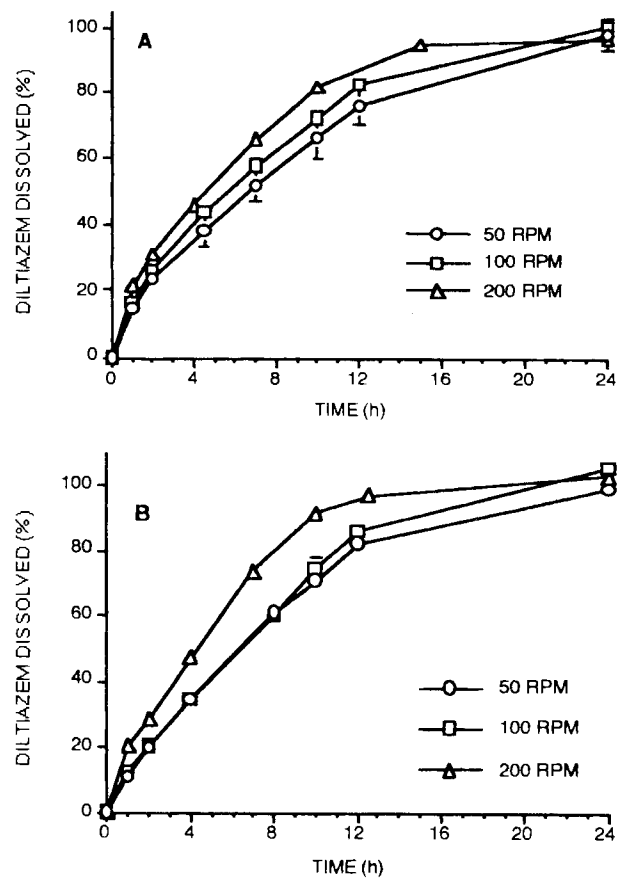 A
DILTIAZEM DISSOLVED (%)
100
80
60
40
20
0
50 RPM
100 RPM
200 RPM
0 4 8 12 16 20 24
TIME (h)
B
DILTIAZEM DISSOLVED (%)
100
80
60
40
20
0
50 RPM
100 RPM
200 RPM
0 4 8 12 16 20 24
TIME (h)